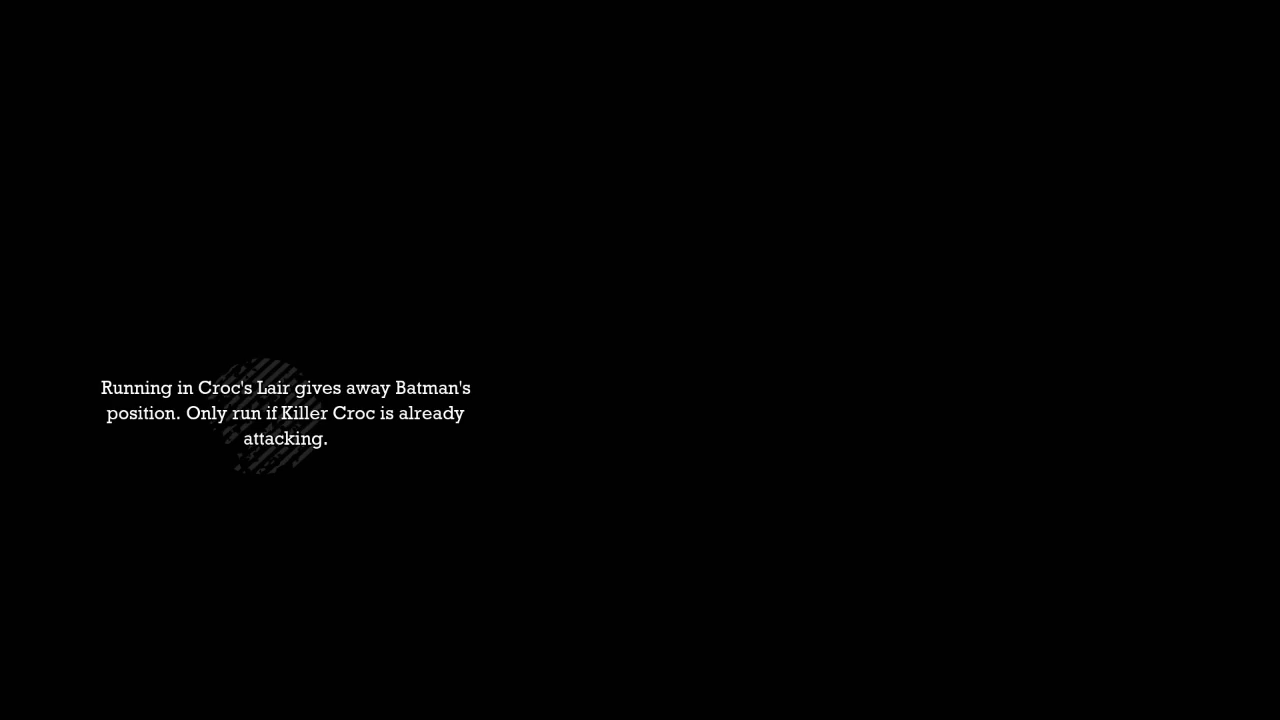 Running in Croc's Lair gives away Batman's
position. Only run if Killer Croc is already
attacking.